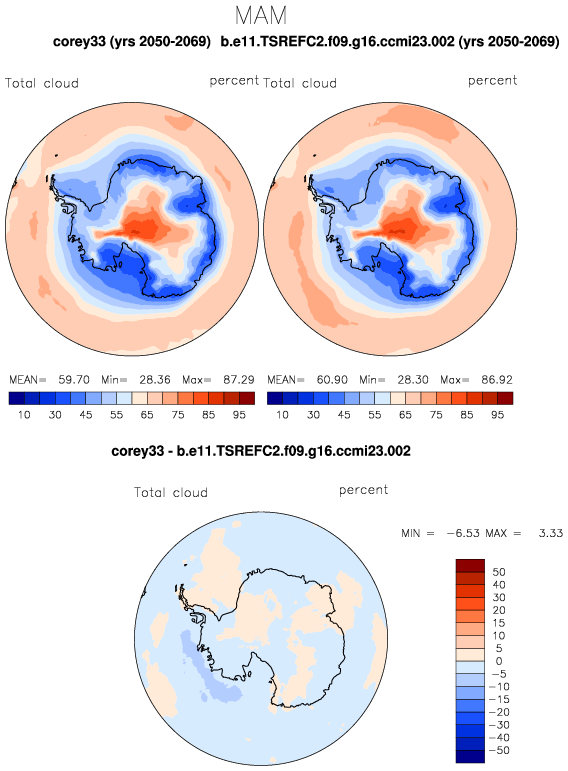 MAM
corey33 (yrs 2050-2069) b.e11.TSREFC2.f09.g16.ccmi23.002 (yrs 2050-2069)
Total cloud percent Total cloud percent
MEAN= 59.70 Min= 28.36 Max= 87.29 MEAN= 60.90 Min= 28.30 Max= 86.92
10 30 45 55 65 75 85 95 10 30 45 55 65 75 85 95
corey33 - b.e11.TSREFC2.f09.g16.ccmi23.002
Total cloud percent
MIN = -6.53 MAX = 3.33
50
40
30
20
15
10
5
0
-5
-10
-15
-20
-30
-40
-50